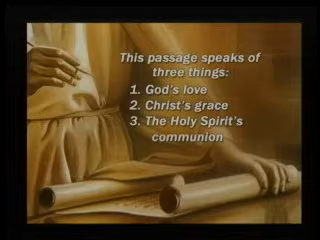 This passage speaks of
three things:
1. God's love
2. Christ's grace
3. The Holy Spirit's
communion